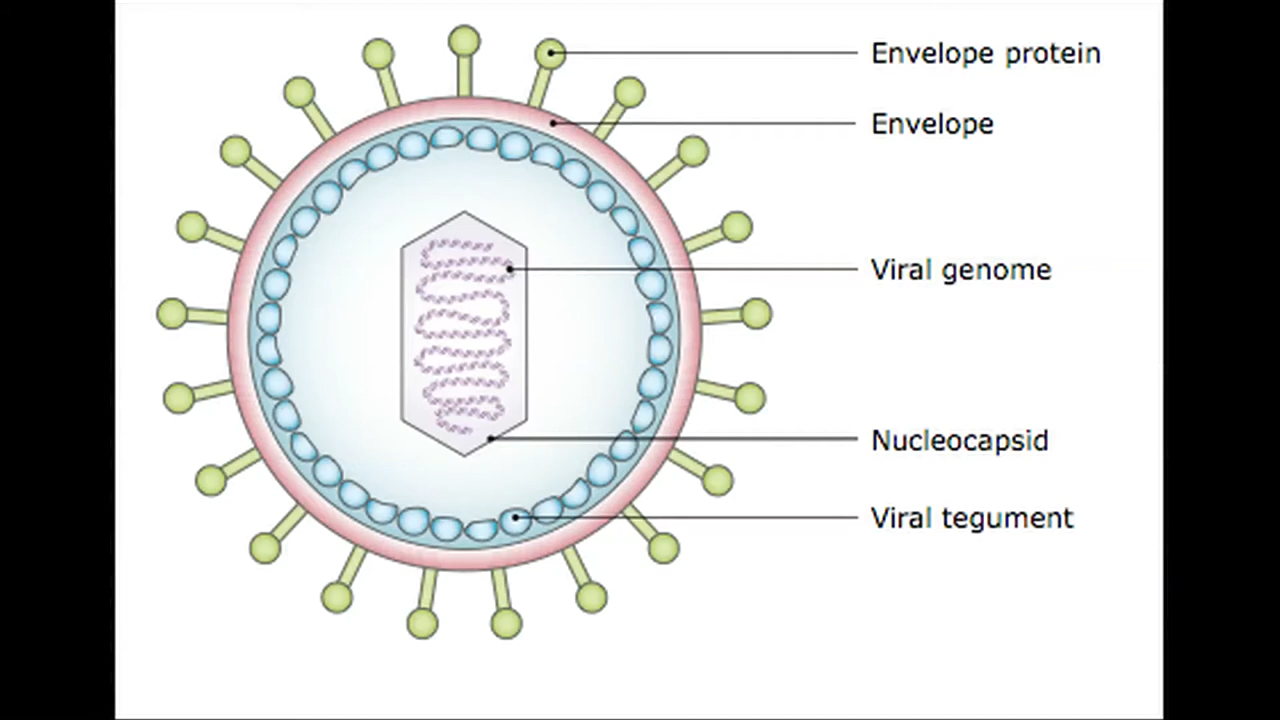 Envelope protein
Envelope
Viral genome
Nucleocapsid
Viral tegument